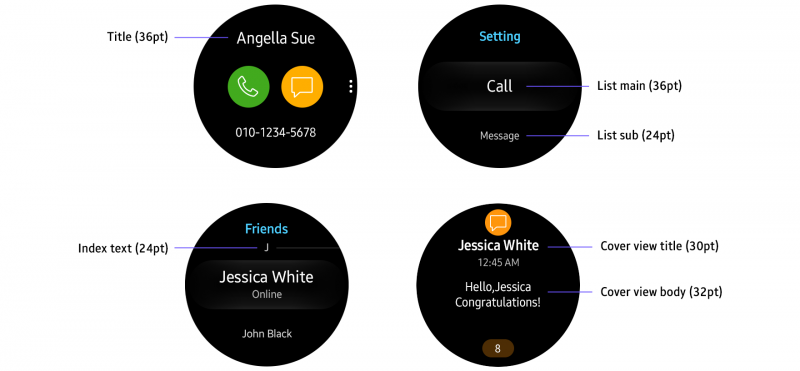 Title (36pt)
Angella Sue
010-1234-5678
Setting
Call
List main (36pt)
Message
List sub (24pt)
Friends
Index text (24pt)
J
Jessica White
Online
John Black
Jessica White
Cover view title (30pt)
12:45 AM
Hello,Jessica
Congratulations!
Cover view body (32pt)
8